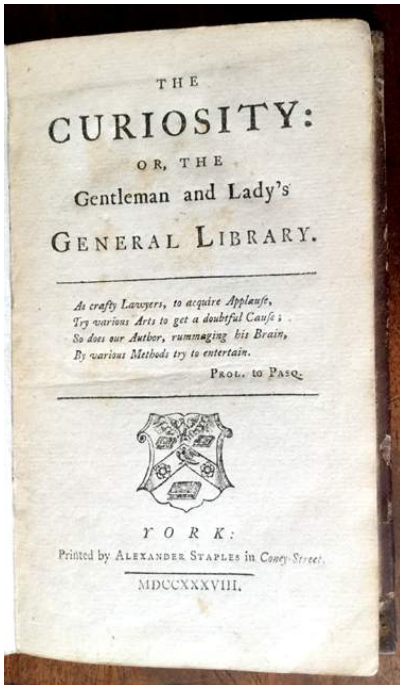 THE
CURIOSITY:
OR, THE
Gentleman and Lady's
GENERAL LIBRARY.
As crafty Lawyers, to acquire Applauſe,
Try various Arts to get a doubtful Cauſe;
So does our Author, rummaging his Brain,
By various Methods try to entertain.
PROL. to PASQ.
YORK:
Printed by ALEXANDER STAPLES in Coney-Street,
MDCCXXXVIII.